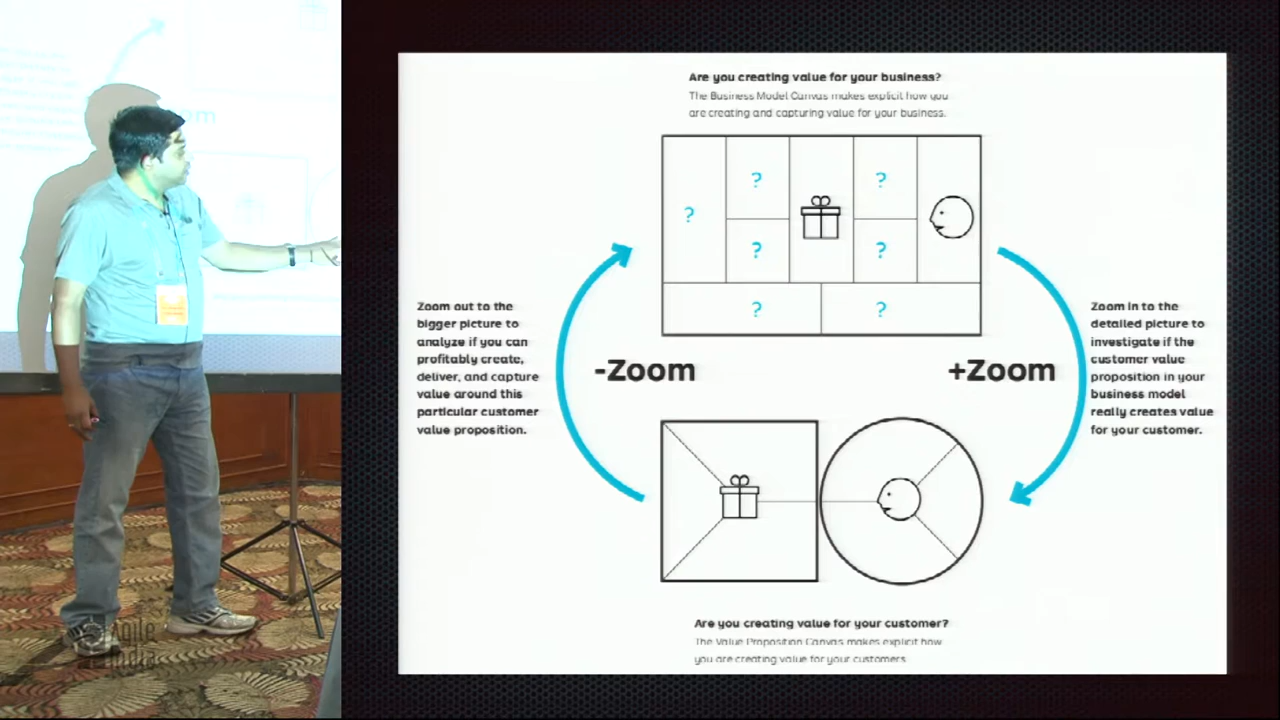 Are you creating value for your business?
The Business Model Canvas makes explicit how you
are creating and capturing value for your business.
?
?
?
?
?
?
?
Zoom out to the
bigger picture to
analyze if you can
profitably create,
deliver, and capture
value around this
particular customer
value proposition.
-Zoom
+Zoom
Zoom in to the
detailed picture to
investigate if the
customer value
proposition in your
business model
really creates value
for your customer.
Are you creating value for your customer?
The Value Proposition Canvas makes explicit how
you are creating value for your customers
Agile
India